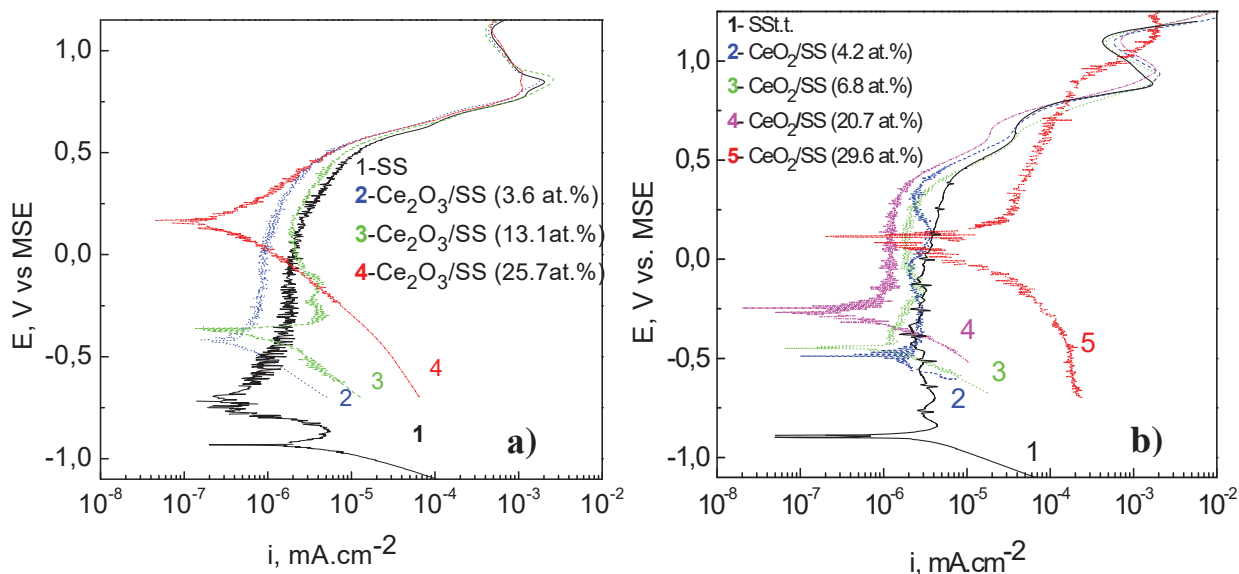 1,0
0,5
0,0
-0,5
-1,0
E, V vs MSE
1-SS
2-Ce2O3/SS (3.6 at.%)
3-Ce2O3/SS (13.1at.%)
4-Ce2O3/SS (25.7at.%)
4
3
2
1
a)
10-8 10-7 10-6 10-5 10-4 10-3 10-2
i, mA.cm-2
1,0
0,5
0,0
-0,5
-1,0
E, V vs. MSE
1- SSt.t.
2- CeO2/SS (4.2 at.%)
3- CeO2/SS (6.8 at.%)
4- CeO2/SS (20.7 at.%)
5- CeO2/SS (29.6 at.%)
4
5
3
2
1
b)
10-8 10-7 10-6 10-5 10-4 10-3 10-2
i, mA.cm-2